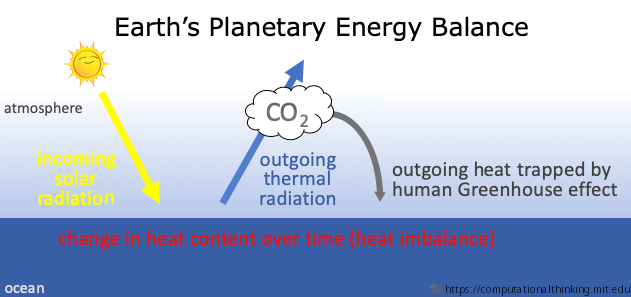 Earth's Planetary Energy Balance
atmosphere
CO₂
incoming
solar
radiation
outgoing
thermal
radiation
outgoing heat trapped by
human Greenhouse effect
change in heat content over time (heat imbalance)
ocean
© https://computationalthinking.mit.edu